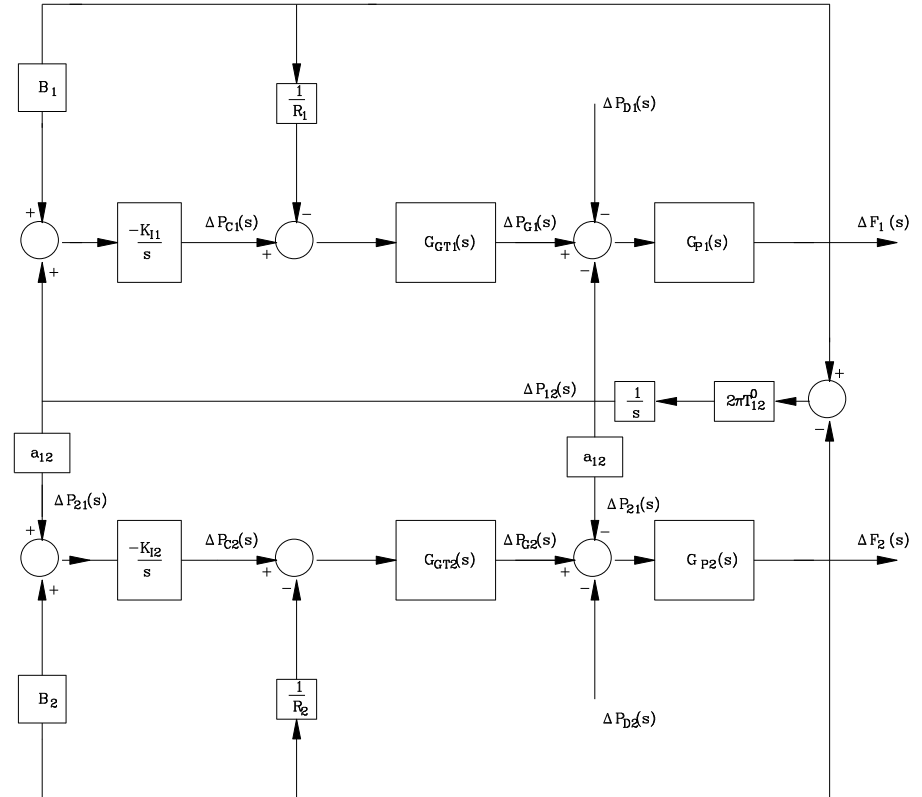 B1
1
R1
ΔPD1(s)
+
−
−
-KI1
s
ΔPC1(s)
GGT1(s)
ΔPG1(s)
GP1(s)
ΔF1 (s)
+
+
+
−
ΔP12(s)
1
s
2πT⁰12
+
−
a12
a12
ΔP21(s)
ΔP21(s)
+
−
-KI2
s
ΔPC2(s)
GGT2(s)
ΔPG2(s)
GP2(s)
ΔF2 (s)
+
+
−
+
−
B2
1
R2
ΔPD2(s)